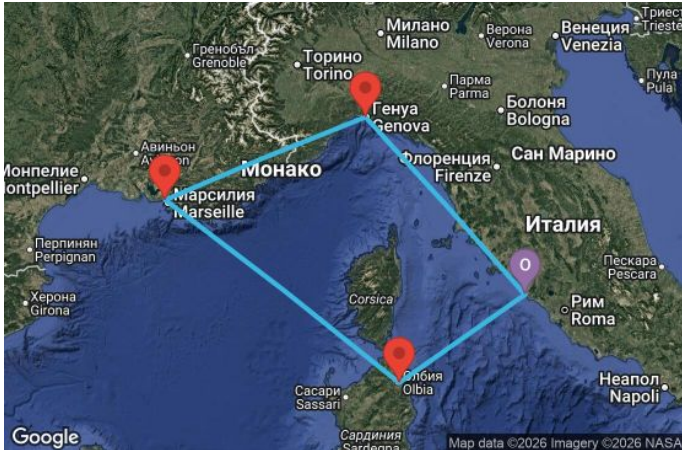 Триест
Trieste
Милано
Milano
Верона
Verona
Венеция
Venezia
Гренобъл
Grenoble
Торино
Torino
Пула
Pula
Парма
Parma
Генуа
Genova
Болоня
Bologna
Авиньон
Монпелие
Montpellier
Монако
Флоренция
Firenze
Сан Марино
Марсилия
Marseille
Италия
Перпинян
Perpignan
Пескара
Pescara
O
Херона
Girona
Corsica
Рим
Roma
Олбия
Olbia
Сасари
Sassari
Неапол
Napoli
Сардиния
Google
Map data ©2026 Imagery ©2026 NASA